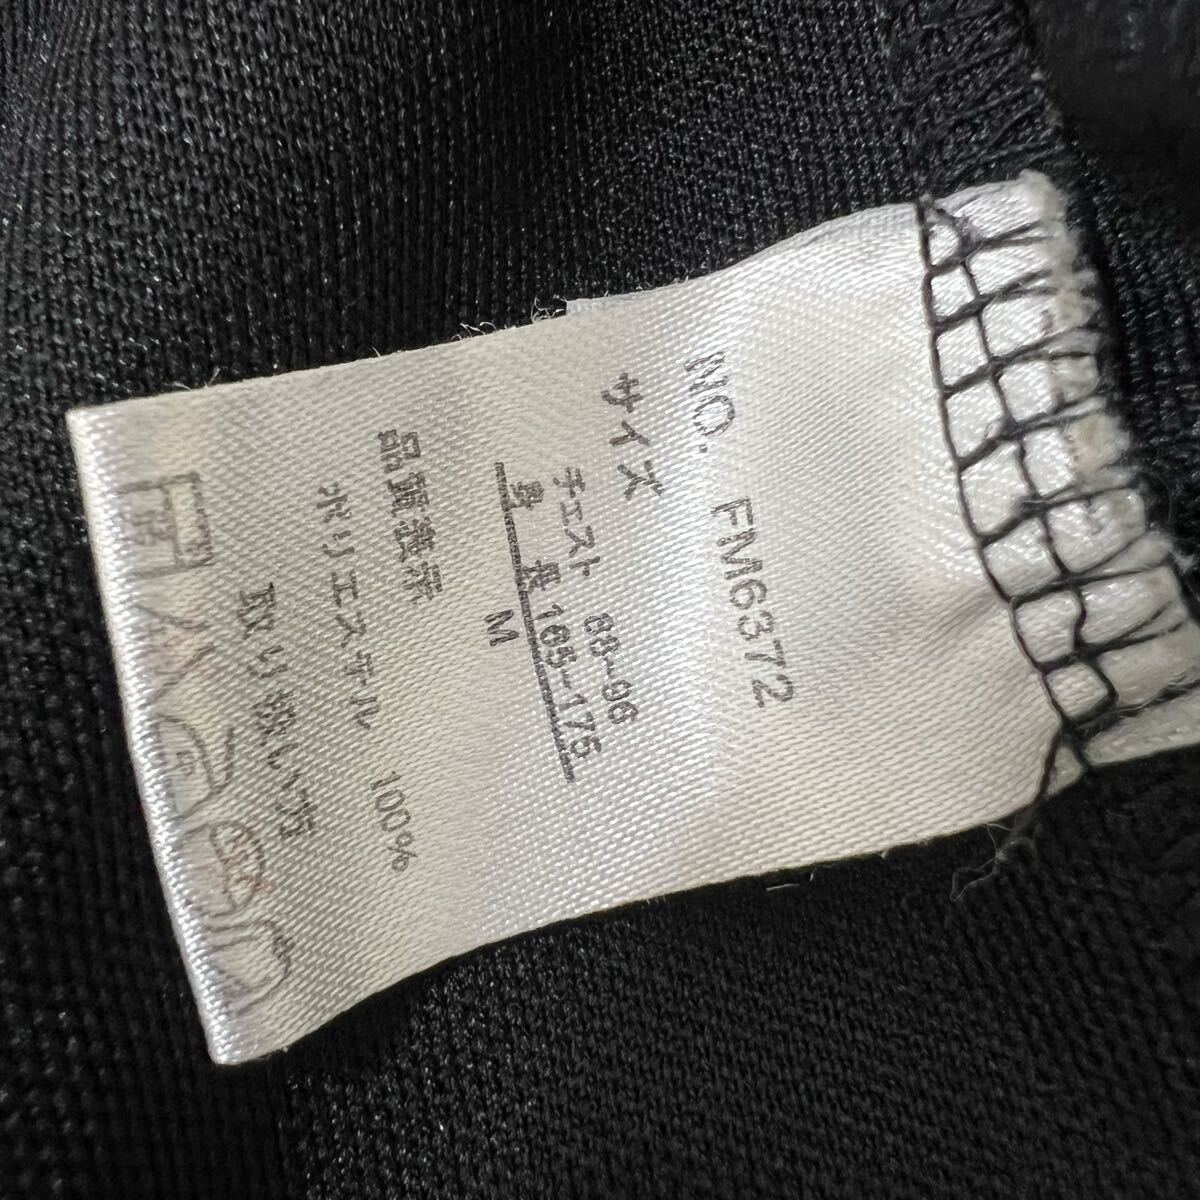 NO. FM6372
サイズ
チェスト 88-96
身 長 165-175
M
品質表示
ポリエステル 100%
取り扱い方